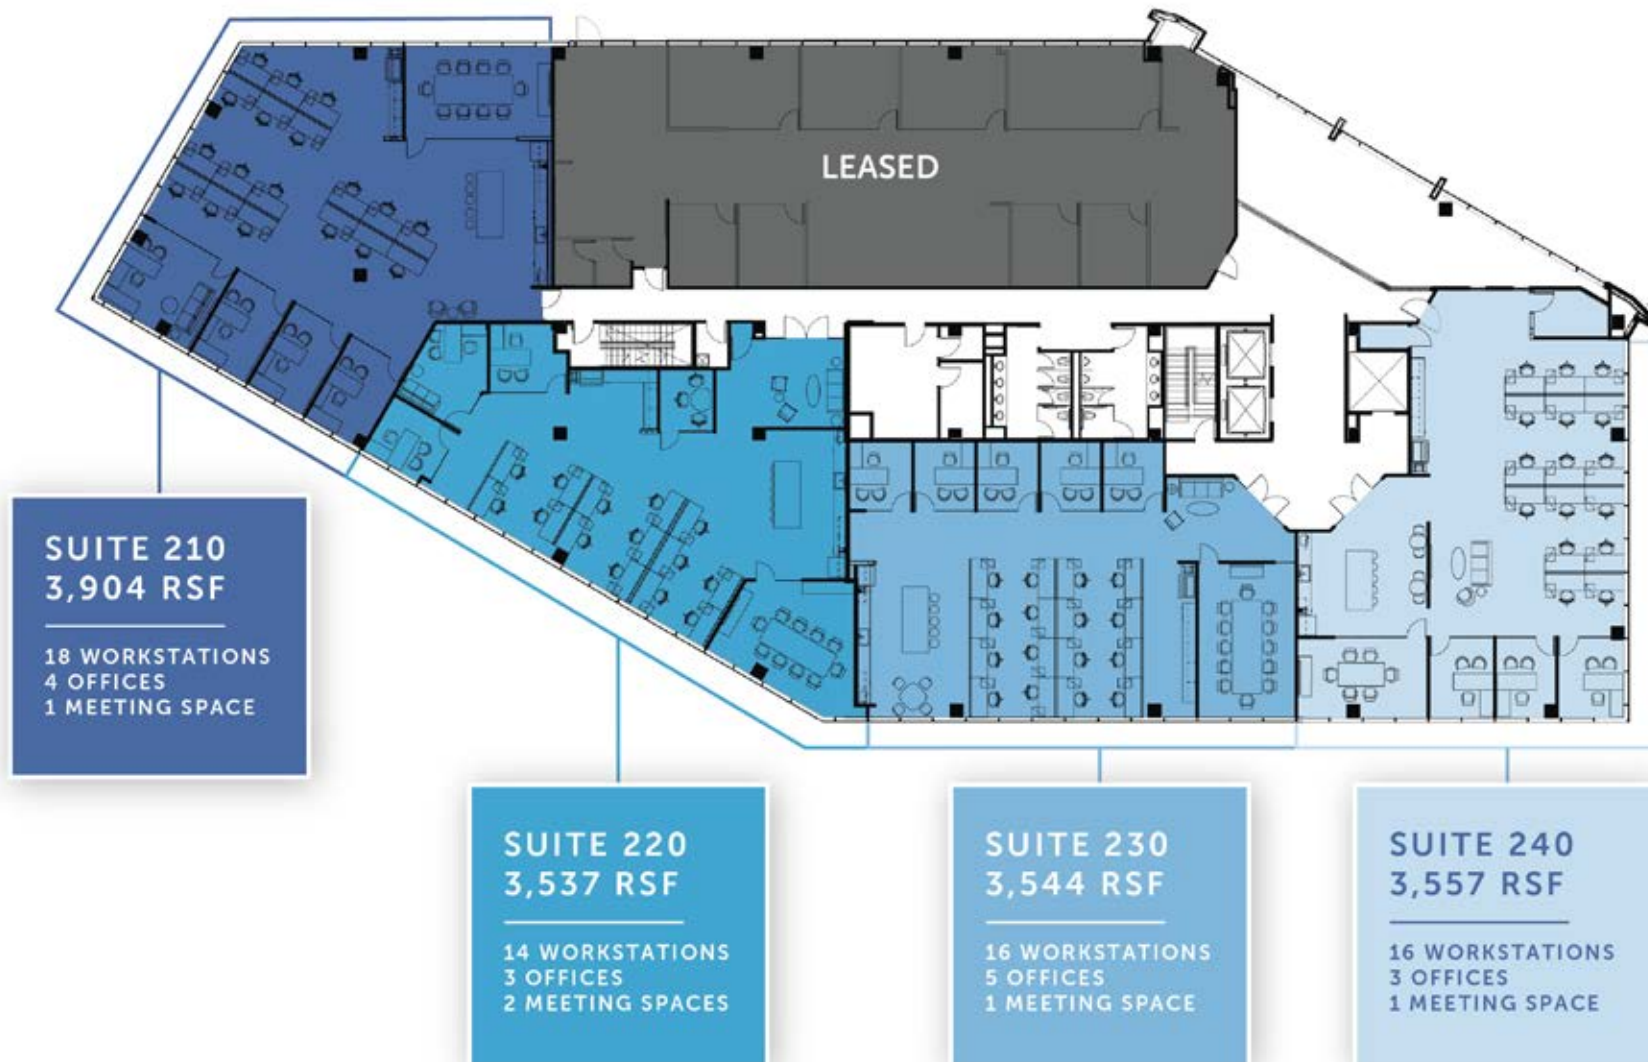 LEASED
SUITE 210
3,904 RSF
18 WORKSTATIONS
4 OFFICES
1 MEETING SPACE
SUITE 220
3,537 RSF
14 WORKSTATIONS
3 OFFICES
2 MEETING SPACES
SUITE 230
3,544 RSF
16 WORKSTATIONS
5 OFFICES
1 MEETING SPACE
SUITE 240
3,557 RSF
16 WORKSTATIONS
3 OFFICES
1 MEETING SPACE